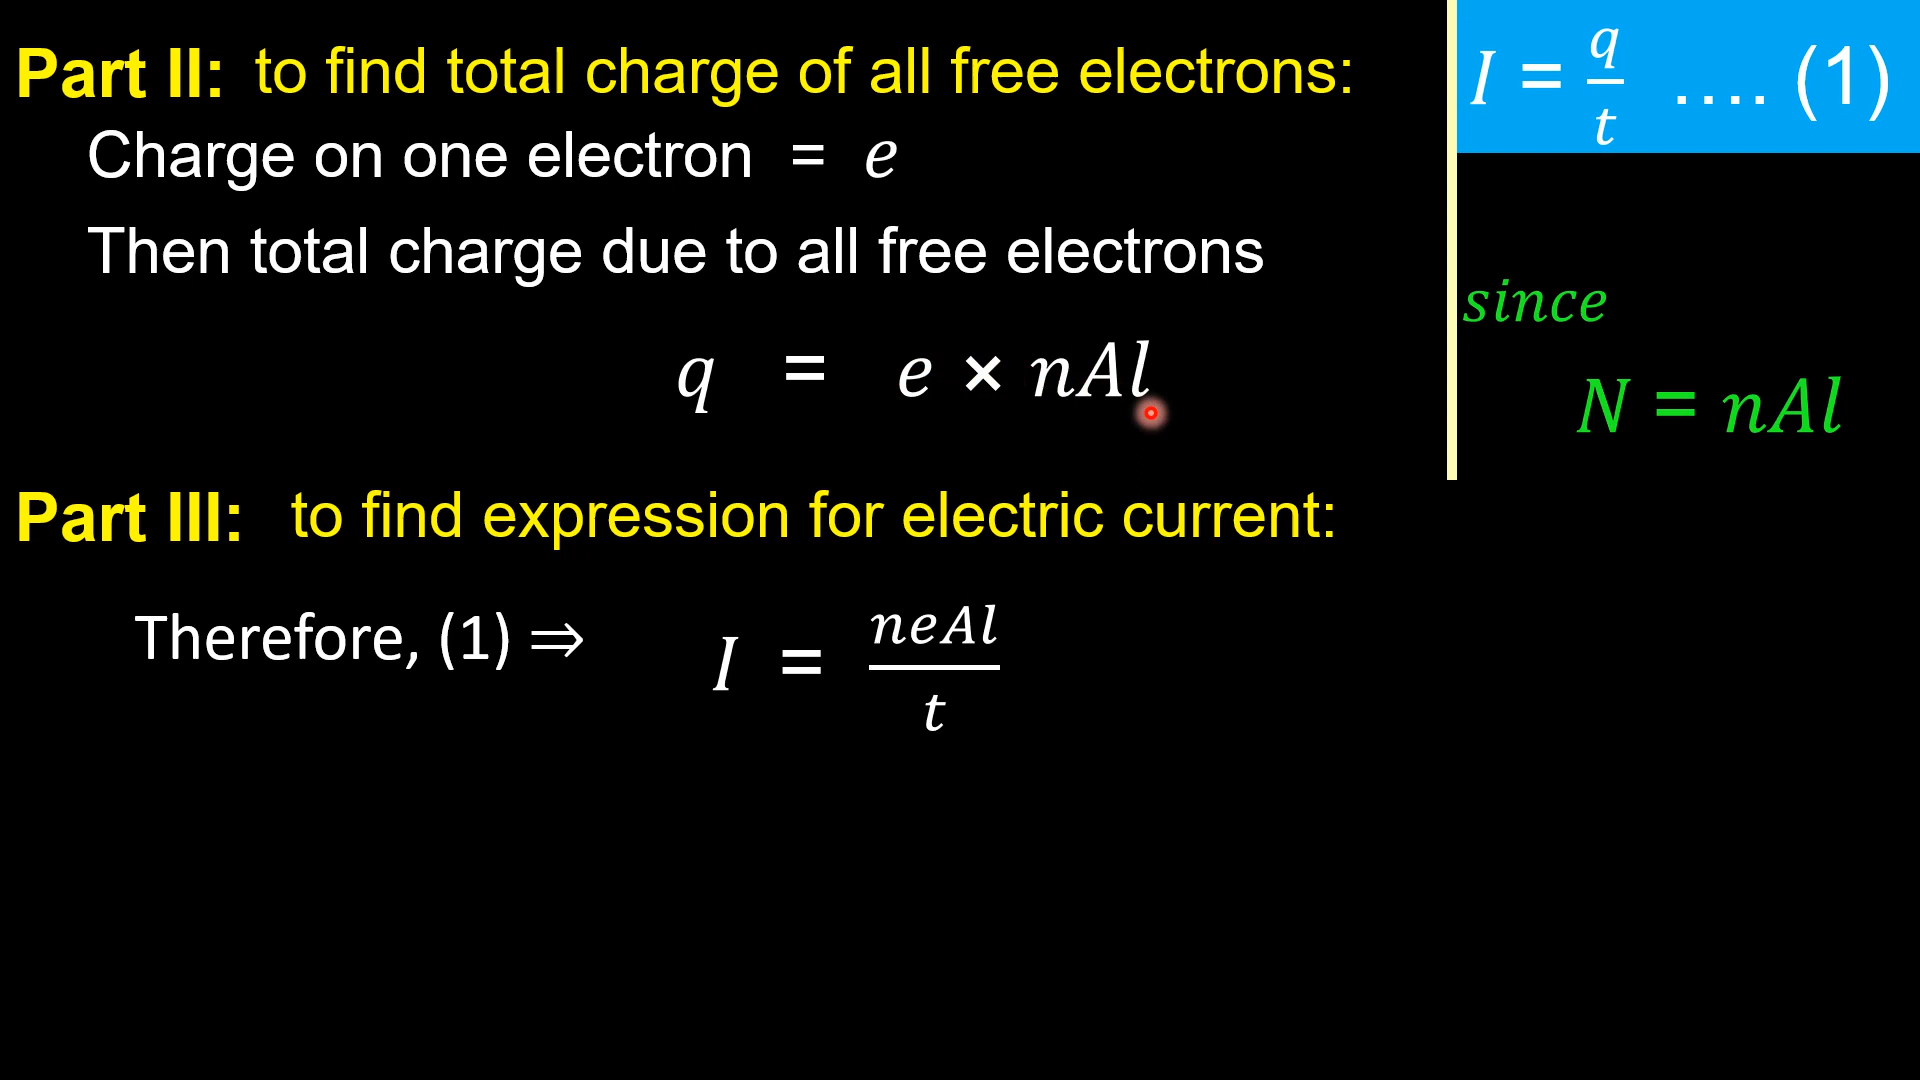 Part II: to find total charge of all free electrons:
Charge on one electron = e
Then total charge due to all free electrons
q = e × nAl
Part III: to find expression for electric current:
Therefore, (1) ⇒ I = neAl/t
I = q/t .... (1)
since
N = nAl